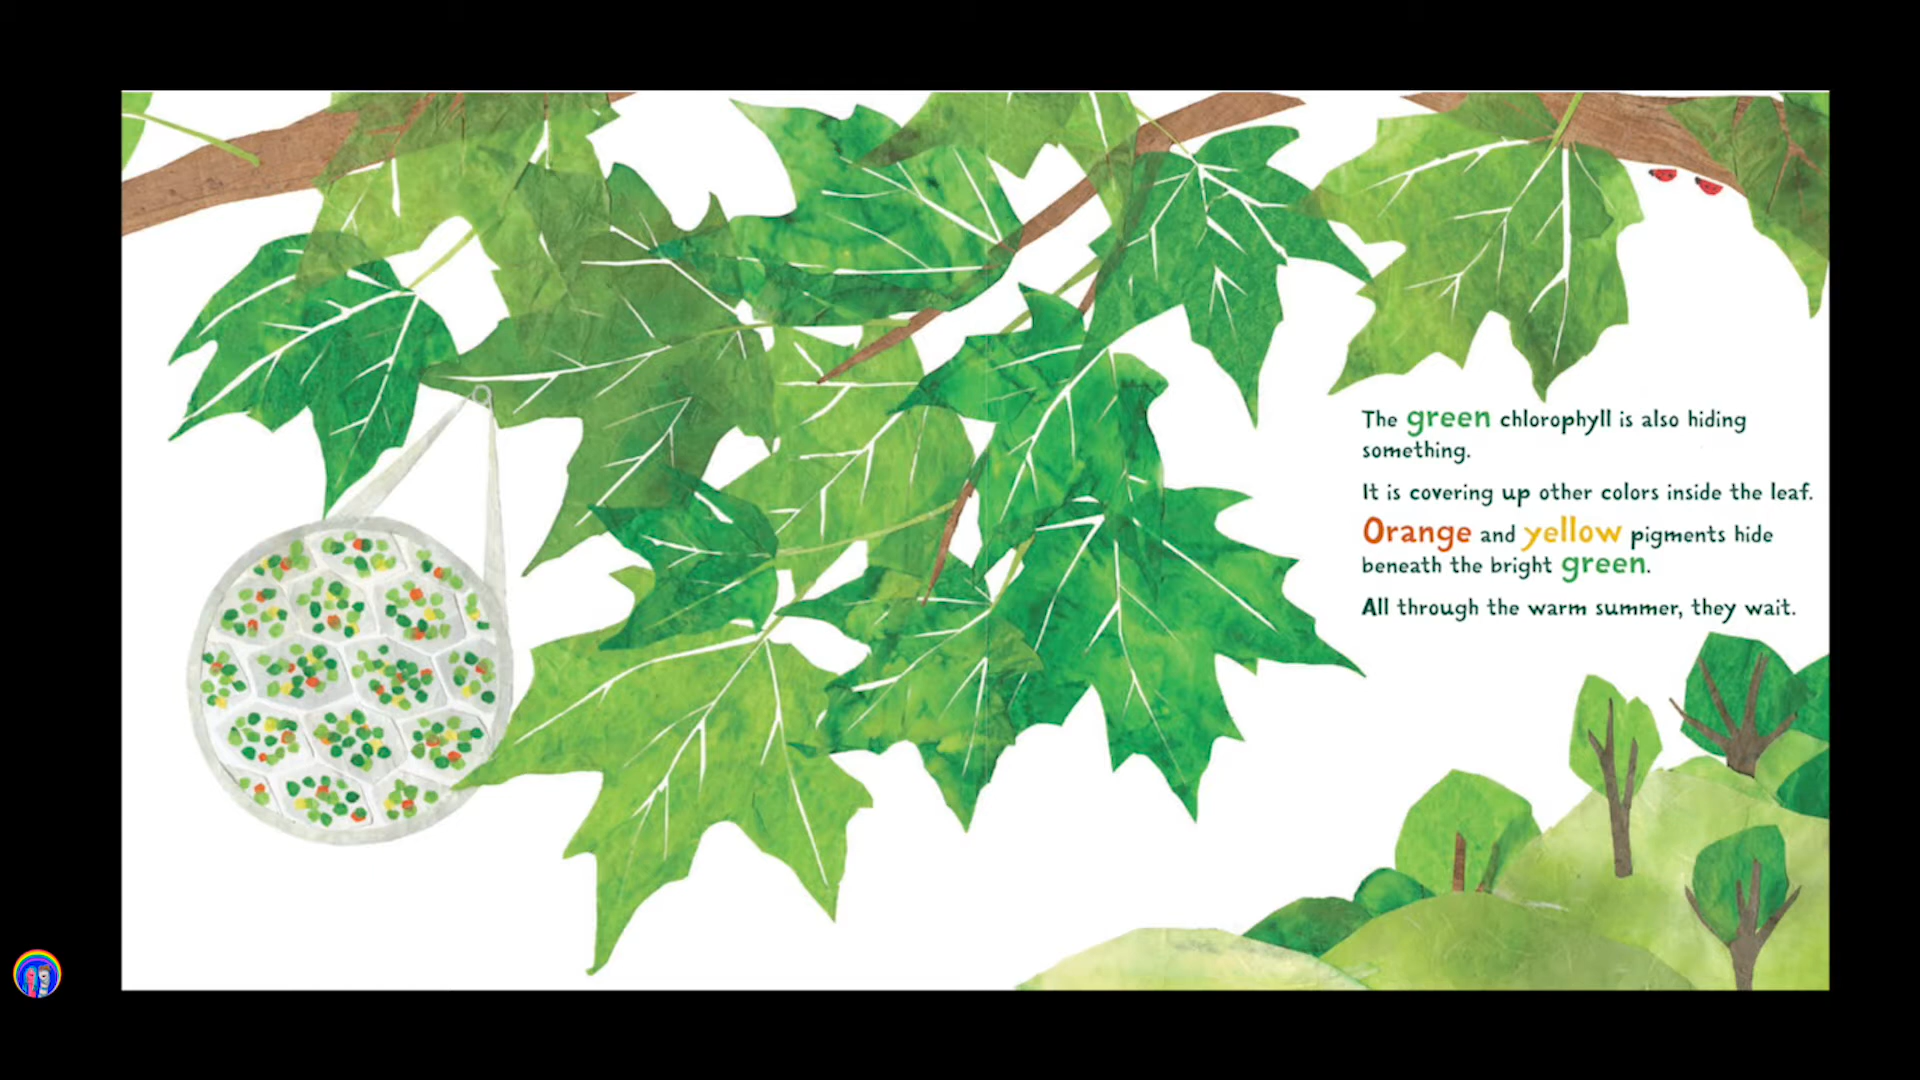 The green chlorophyll is also hiding
something.
It is covering up other colors inside the leaf.
Orange and yellow pigments hide
beneath the bright green.
All through the warm summer, they wait.